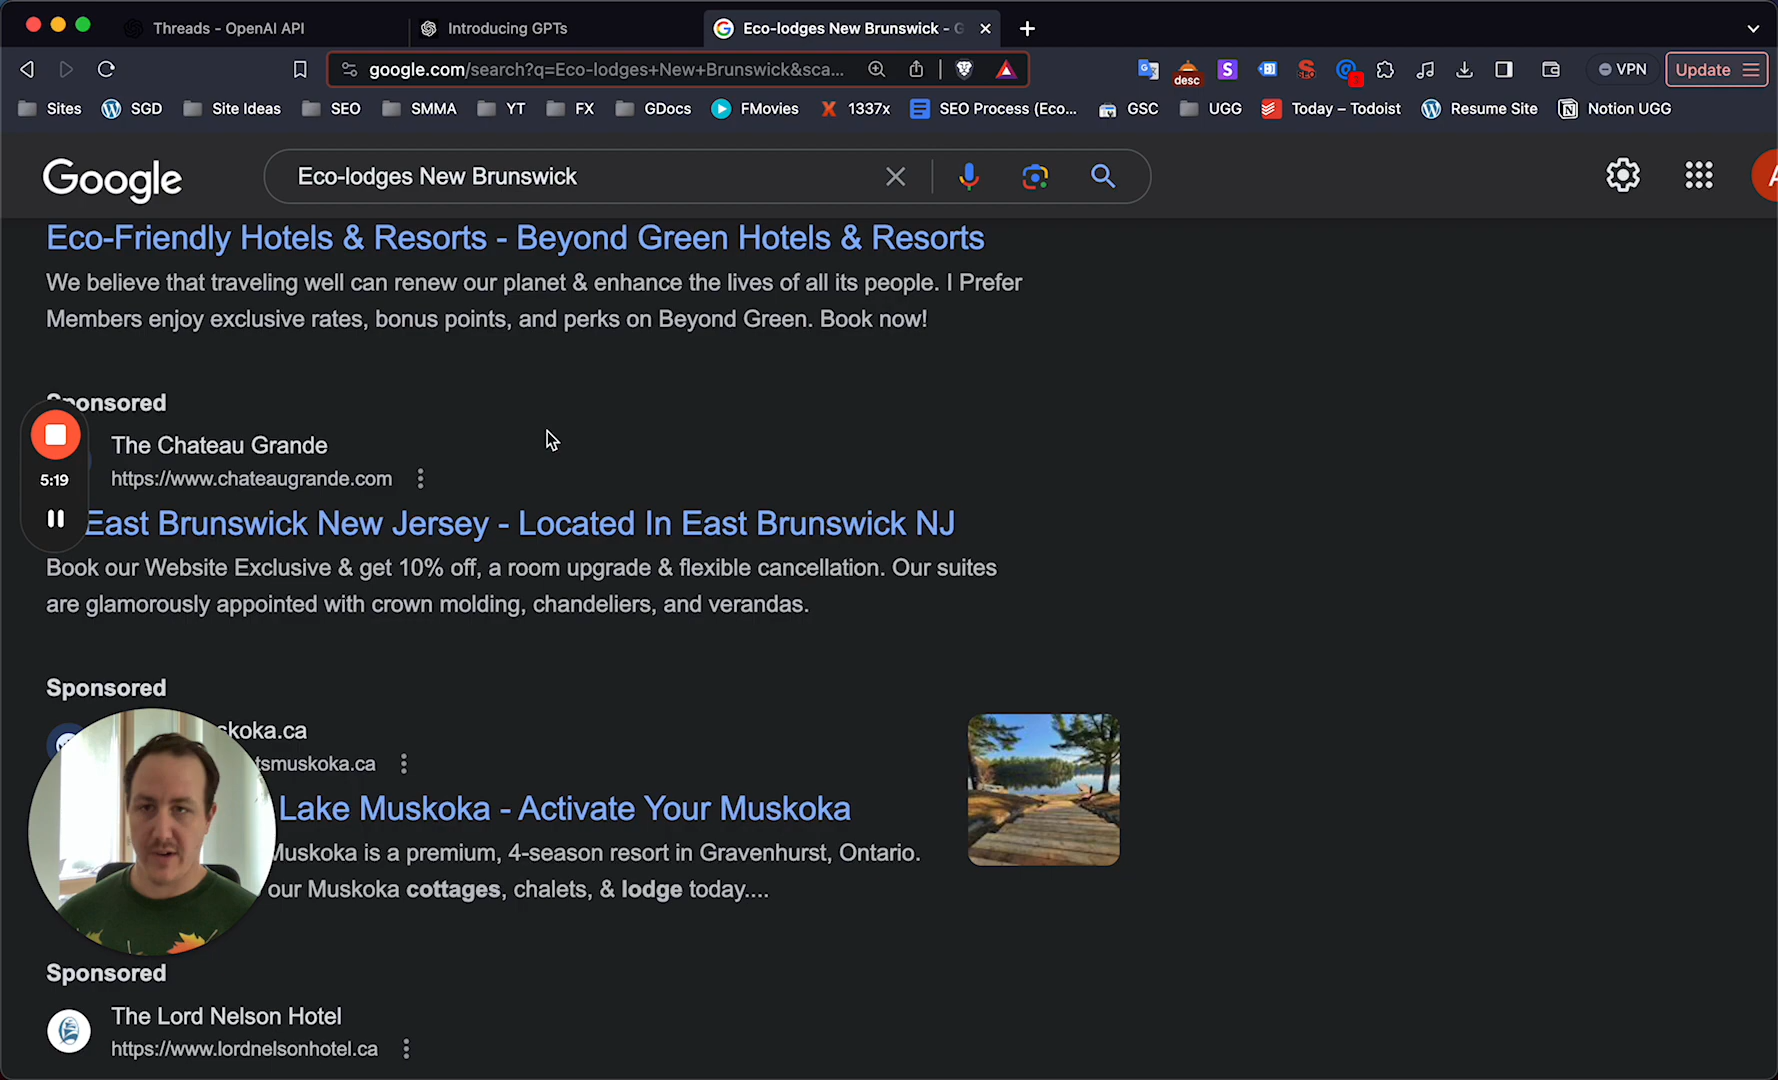 Threads - OpenAI API
Introducing GPTs
Eco-lodges New Brunswick - G
google.com/search?q=Eco-lodges+New+Brunswick&sca...
desc
VPN
Update
Sites
SGD
Site Ideas
SEO
SMMA
YT
FX
GDocs
FMovies
1337x
SEO Process (Eco...
GSC
UGG
Today – Todoist
Resume Site
Notion UGG
Google
Eco-lodges New Brunswick
Eco-Friendly Hotels & Resorts - Beyond Green Hotels & Resorts
We believe that traveling well can renew our planet & enhance the lives of all its people. I Prefer
Members enjoy exclusive rates, bonus points, and perks on Beyond Green. Book now!
Sponsored
The Chateau Grande
https://www.chateaugrande.com
5:19
East Brunswick New Jersey - Located In East Brunswick NJ
Book our Website Exclusive & get 10% off, a room upgrade & flexible cancellation. Our suites
are glamorously appointed with crown molding, chandeliers, and verandas.
Sponsored
skoka.ca
tsmuskoka.ca
Lake Muskoka - Activate Your Muskoka
Muskoka is a premium, 4-season resort in Gravenhurst, Ontario.
our Muskoka cottages, chalets, & lodge today....
Sponsored
The Lord Nelson Hotel
https://www.lordnelsonhotel.ca